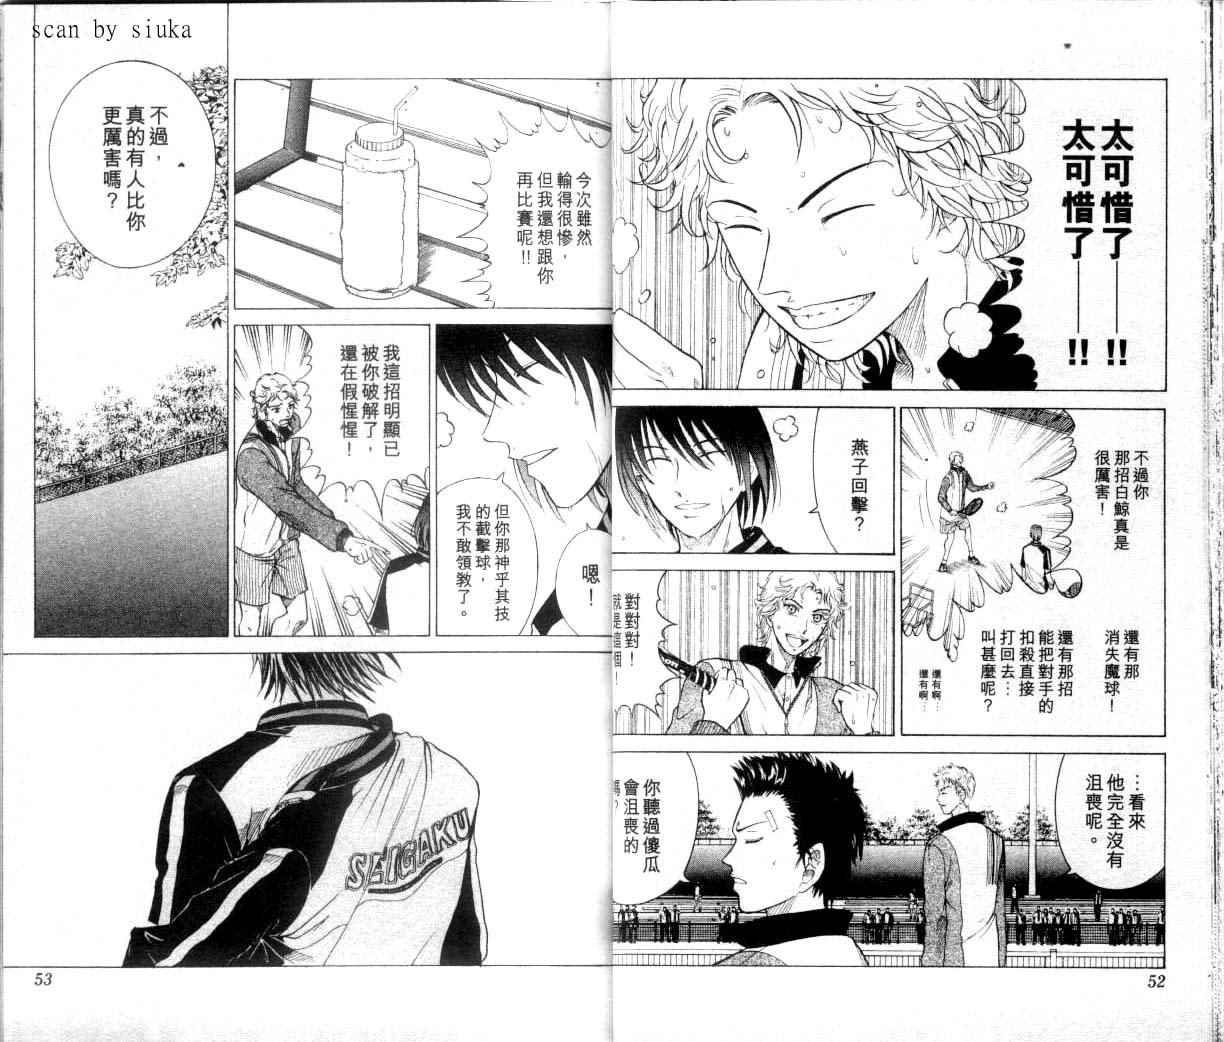 scan by siuka
太可惜了──!!
太可惜了──!!
不過你
那招白鯨真是
很厲害！
還有那
消失魔球！
還有那招
能把對手的
扣殺直接
打回去…
叫甚麼呢？
還有啊…
還有啊…
燕子回擊？
對對對！
就是這個！
…看來
他完全沒有
沮喪呢。
你聽過傻瓜
會沮喪的
嗎？
今次雖然
輸得很慘，
但我還想跟你
再比賽呢!!
嗯！
但你那神乎其技
的截擊球，
我不敢領教了。
我這招明顯已
被你破解了，
還在假惺惺！
不過，
真的有人比你
更厲害嗎？
SEIGAKU
53
52